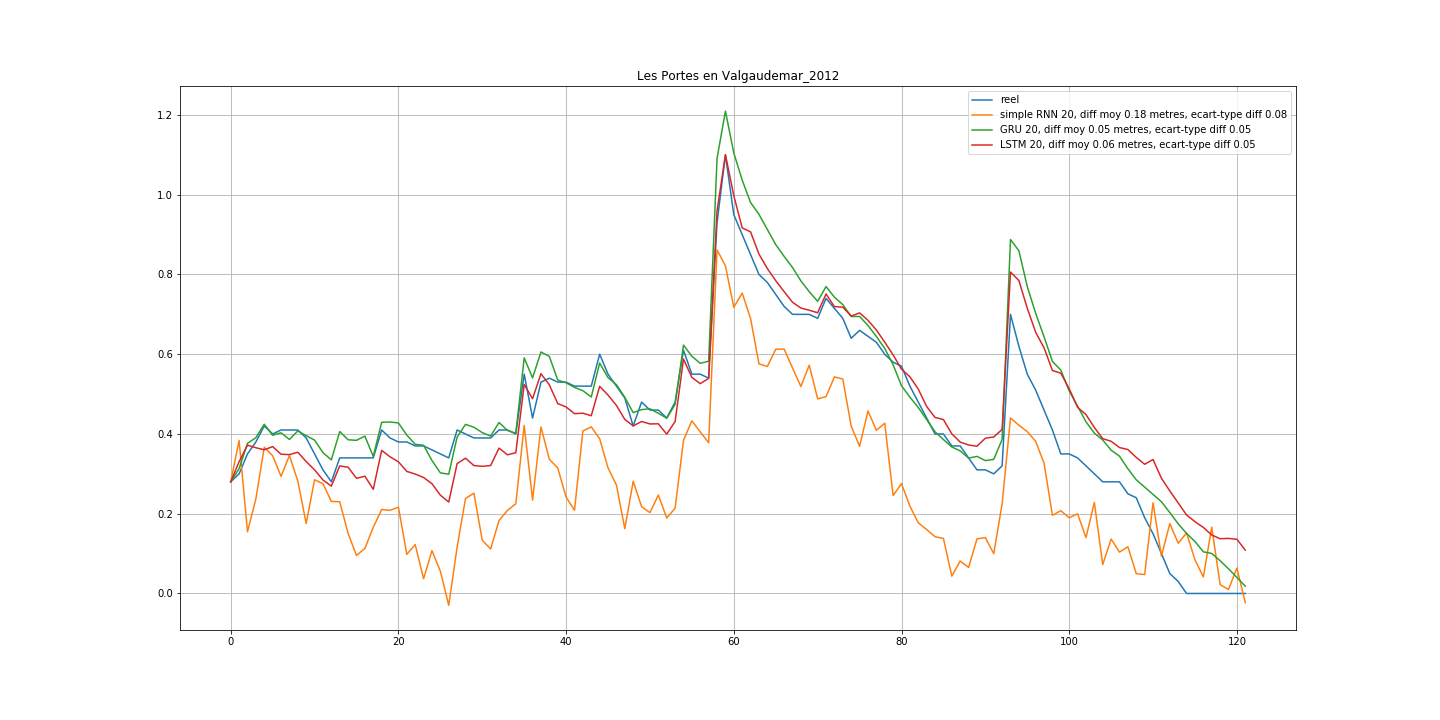 Les Portes en Valgaudemar_2012
reel
simple RNN 20, diff moy 0.18 metres, ecart-type diff 0.08
GRU 20, diff moy 0.05 metres, ecart-type diff 0.05
LSTM 20, diff moy 0.06 metres, ecart-type diff 0.05
1.2
1.0
0.8
0.6
0.4
0.2
0.0
0 20 40 60 80 100 120